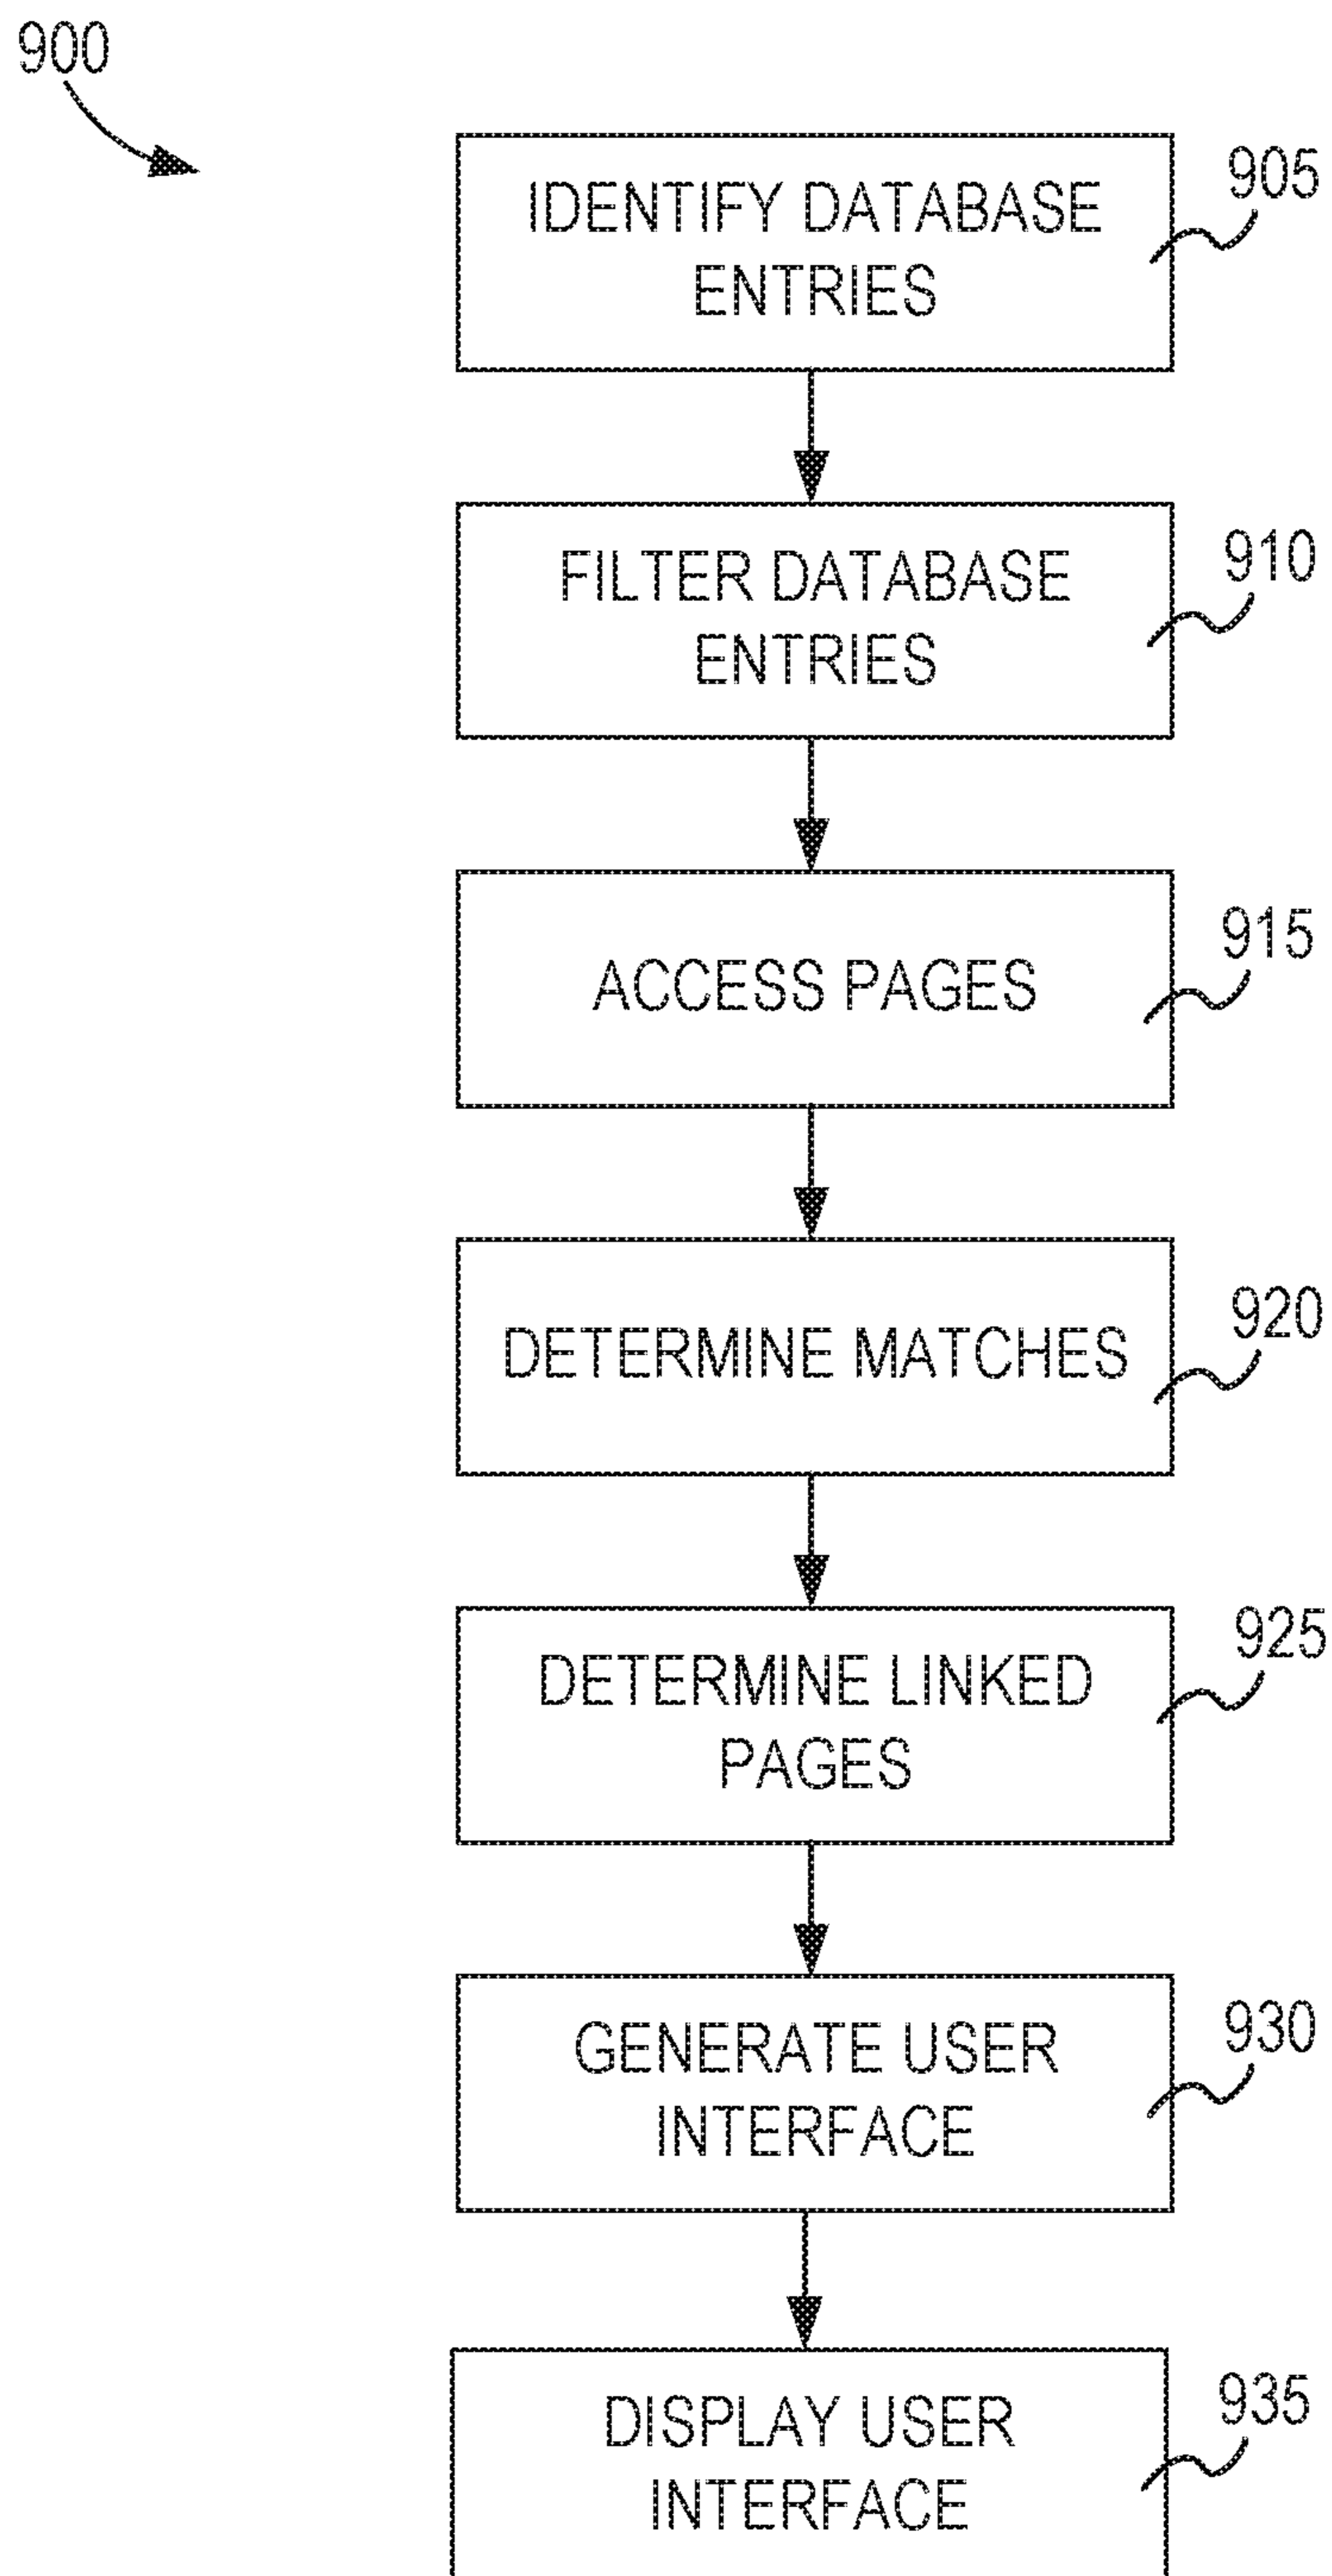 900
IDENTIFY DATABASE
ENTRIES
905
FILTER DATABASE
ENTRIES
910
ACCESS PAGES
915
DETERMINE MATCHES
920
DETERMINE LINKED
PAGES
925
GENERATE USER
INTERFACE
930
DISPLAY USER
INTERFACE
935